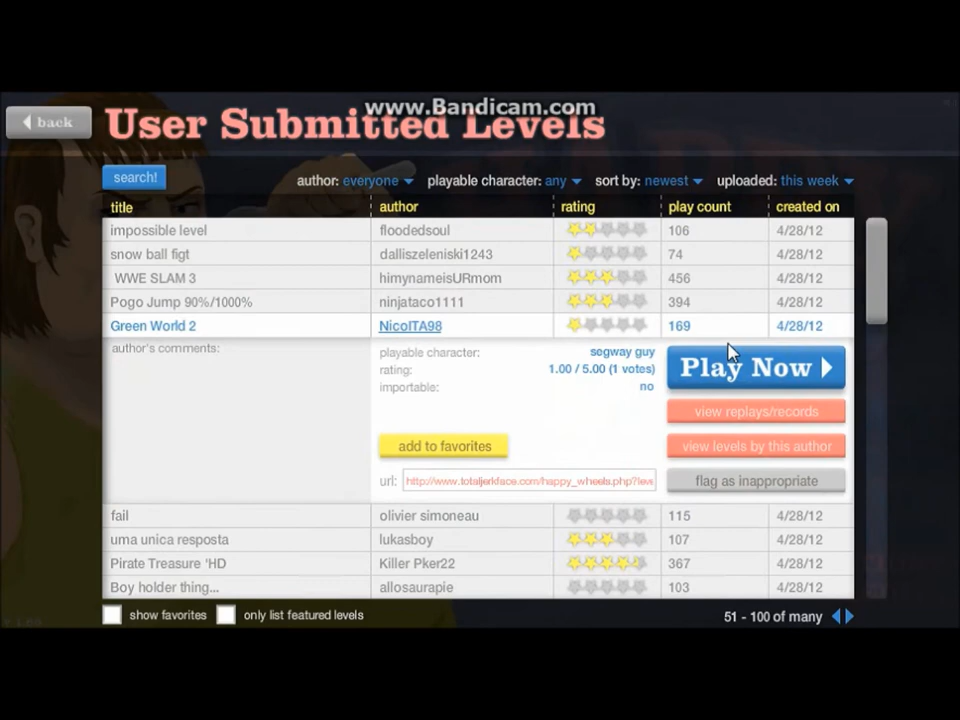 www.Bandicam.com
back
User Submitted Levels
search!
author: everyone playable character: any sort by: newest uploaded: this week
title author rating play count created on
impossible level floodedsoul 106 4/28/12
snow ball figt dalliszeleniski1243 74 4/28/12
WWE SLAM 3 himynameisURmom 456 4/28/12
Pogo Jump 90%/1000% ninjataco1111 394 4/28/12
Green World 2 NicoITA98 169 4/28/12
author's comments:
playable character: segway guy
rating: 1.00 / 5.00 (1 votes)
importable: no
Play Now
view replays/records
add to favorites
view levels by this author
url: http://www.totaljerkface.com/happy_wheels.php?leve
flag as inappropriate
fail olivier simoneau 115 4/28/12
uma unica resposta lukasboy 107 4/28/12
Pirate Treasure 'HD Killer Pker22 367 4/28/12
Boy holder thing... allosaurapie 103 4/28/12
show favorites only list featured levels 51 - 100 of many